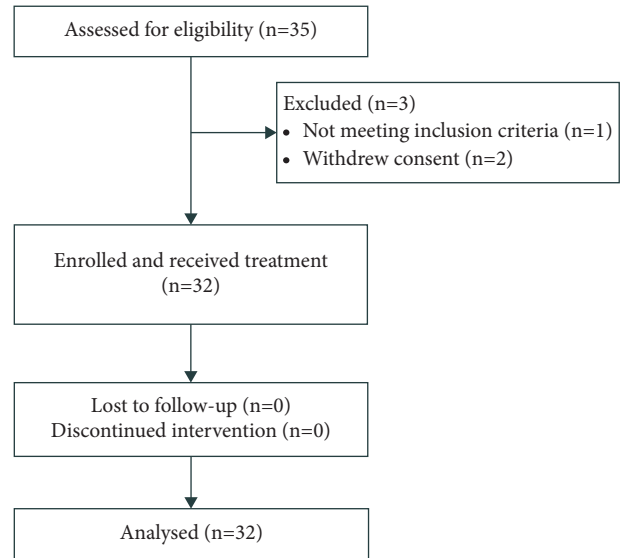 Assessed for eligibility (n=35)
Excluded (n=3)
• Not meeting inclusion criteria (n=1)
• Withdrew consent (n=2)
Enrolled and received treatment
(n=32)
Lost to follow-up (n=0)
Discontinued intervention (n=0)
Analysed (n=32)